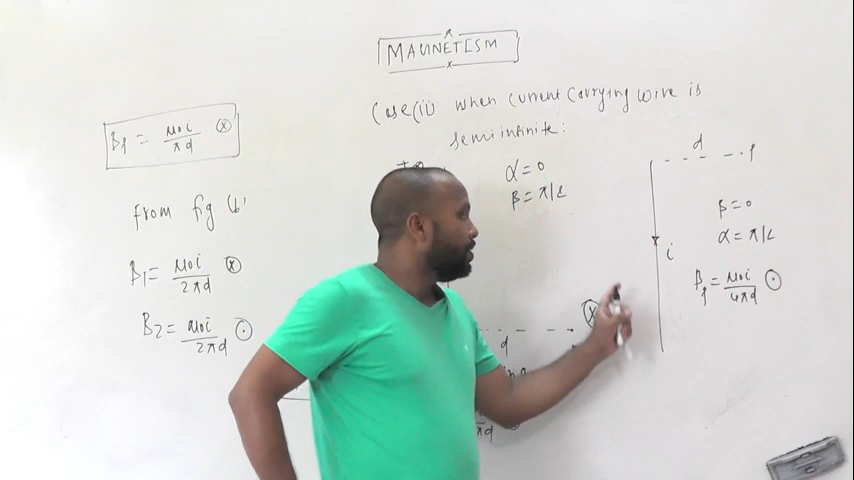 MAGNETISM
Case(ii) when current carrying wire is
semi infinite:
Bp = μ0i/πd ⊗
from fig (b)
B1 = μ0i/2πd ⊗
B2 = μ0i/2πd ⊙
α = 0
β = π/2
⊗
d
d
P
i
β = 0
α = π/2
Bp = μ0i/4πd ⊙